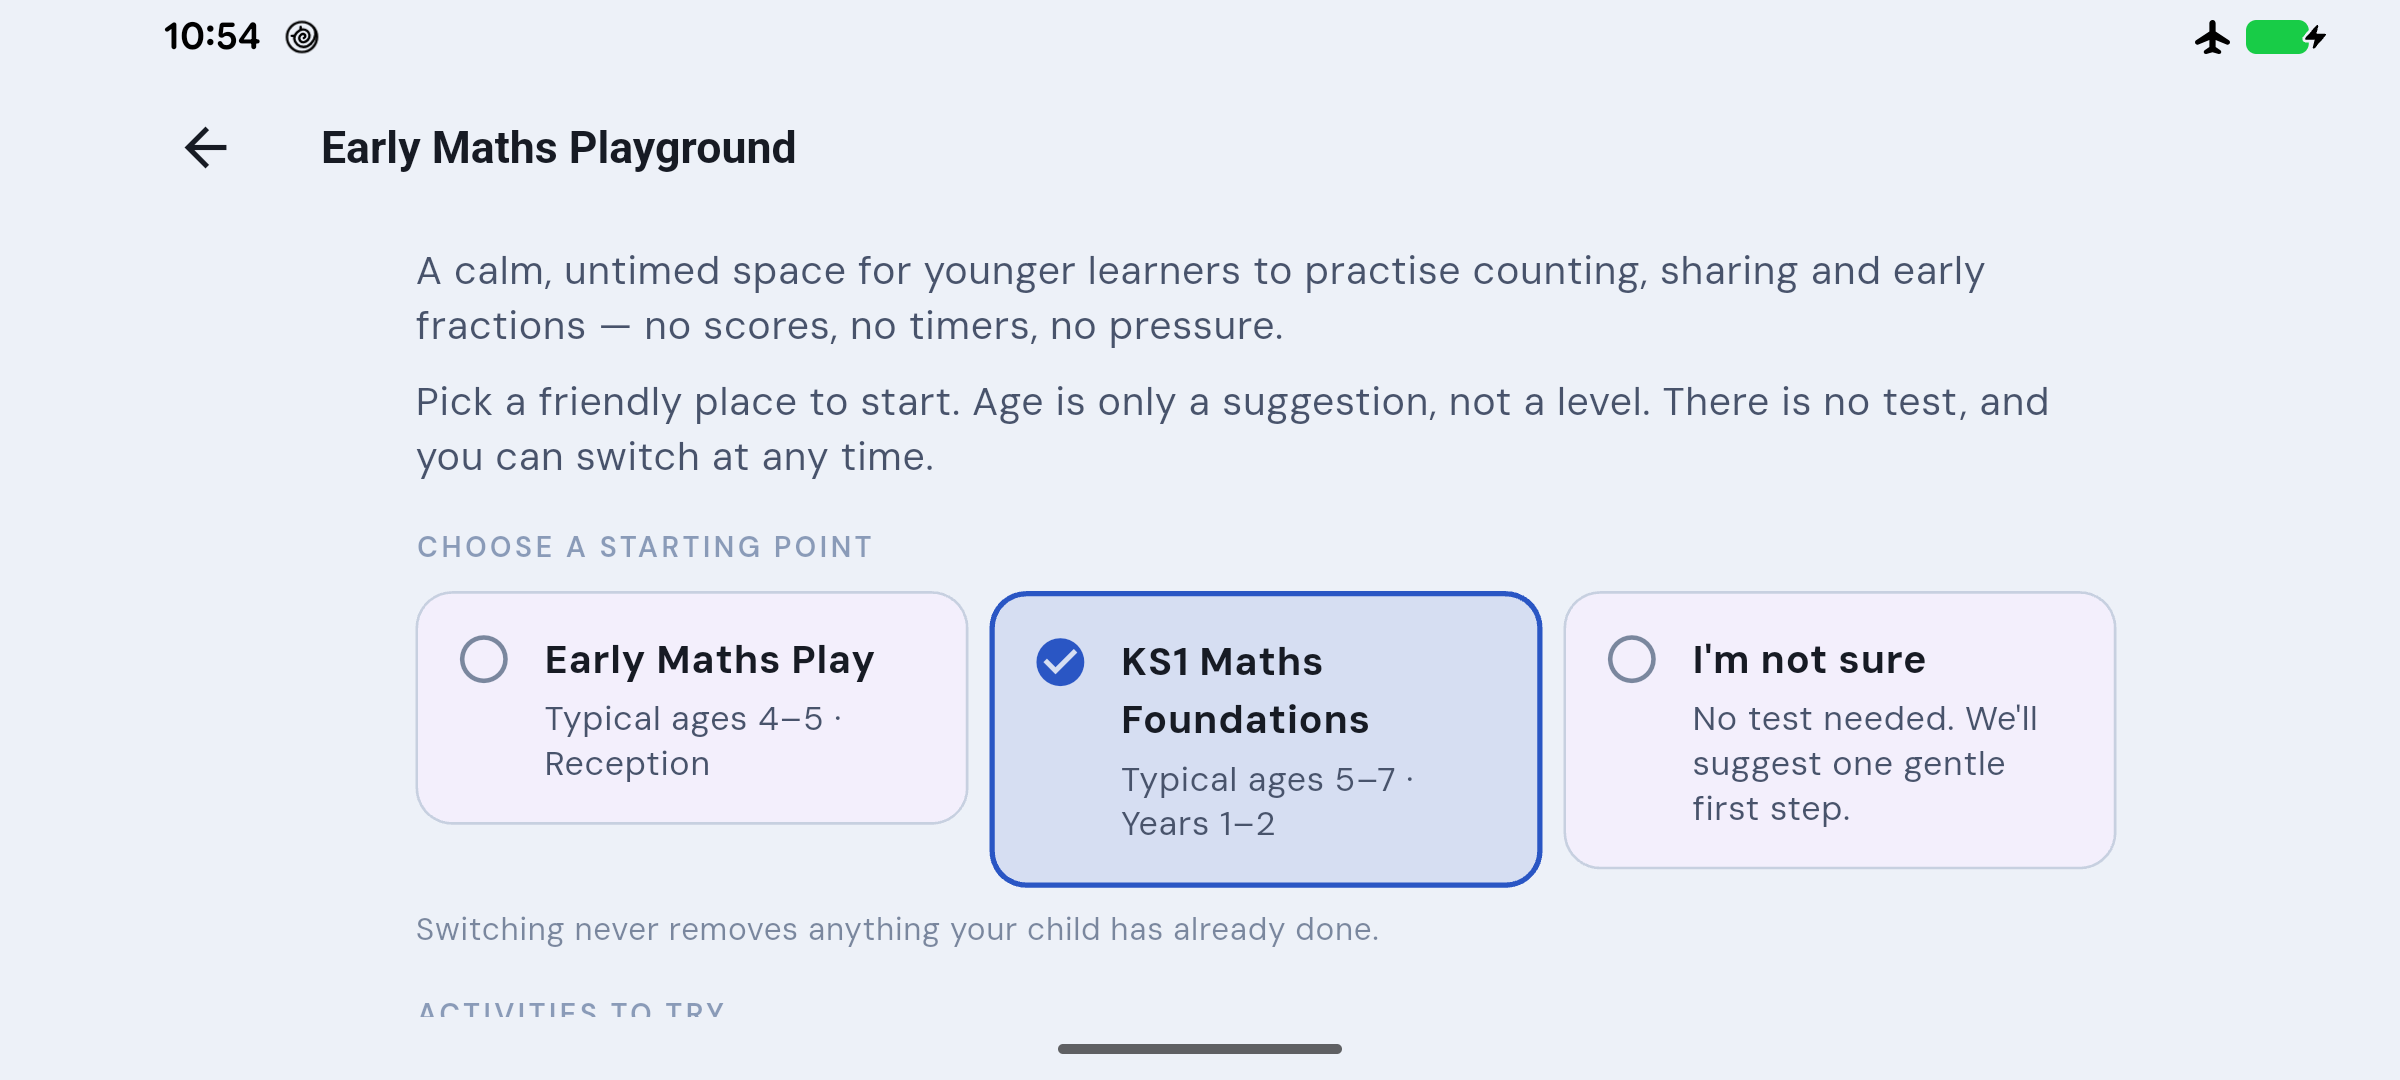 10:54
Early Maths Playground
A calm, untimed space for younger learners to practise counting, sharing and early
fractions — no scores, no timers, no pressure.
Pick a friendly place to start. Age is only a suggestion, not a level. There is no test, and
you can switch at any time.
CHOOSE A STARTING POINT
Early Maths Play
Typical ages 4–5 ·
Reception
KS1 Maths
Foundations
Typical ages 5–7 ·
Years 1–2
I'm not sure
No test needed. We'll
suggest one gentle
first step.
Switching never removes anything your child has already done.
ACTIVITIES TO TRY